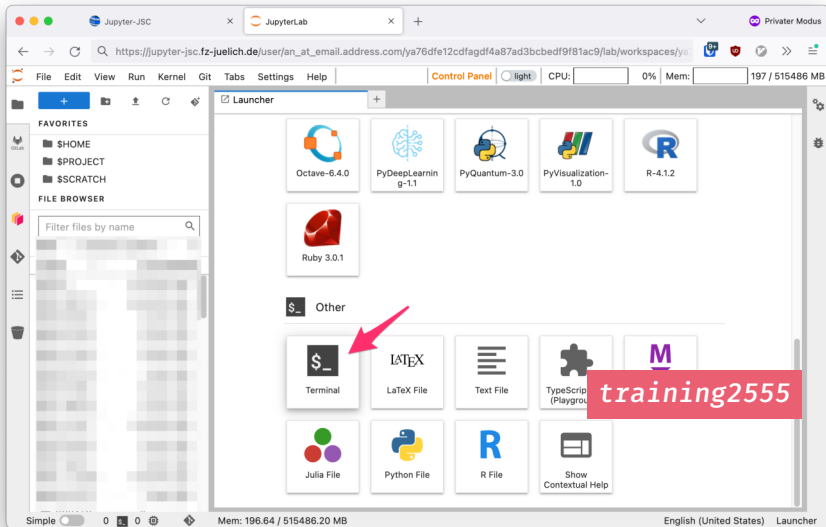 Jupyter-JSC
JupyterLab
Privater Modus
https://jupyter-jsc.fz-juelich.de/user/an_at_email.address.com/ya76dfe12cdfagdf4a87ad3bcbedf9f81ac9/lab/workspaces/ya
9+
File Edit View Run Kernel Git Tabs Settings Help
Control Panel light CPU: 0% Mem: 197 / 515486 MB
Launcher
FAVORITES
$HOME
$PROJECT
$SCRATCH
FILE BROWSER
Filter files by name
Octave-6.4.0
PyDeepLearnin
g-1.1
PyQuantum-3.0
PyVisualization-
1.0
R-4.1.2
Ruby 3.0.1
$_ Other
$_
Terminal
LATEX
LaTeX File
Text File
TypeScript
(Playgrou
M
training2555
Julia File
Python File
R
R File
Show
Contextual Help
Simple 0 $_ 0 Mem: 196.64 / 515486.20 MB English (United States) Launcher